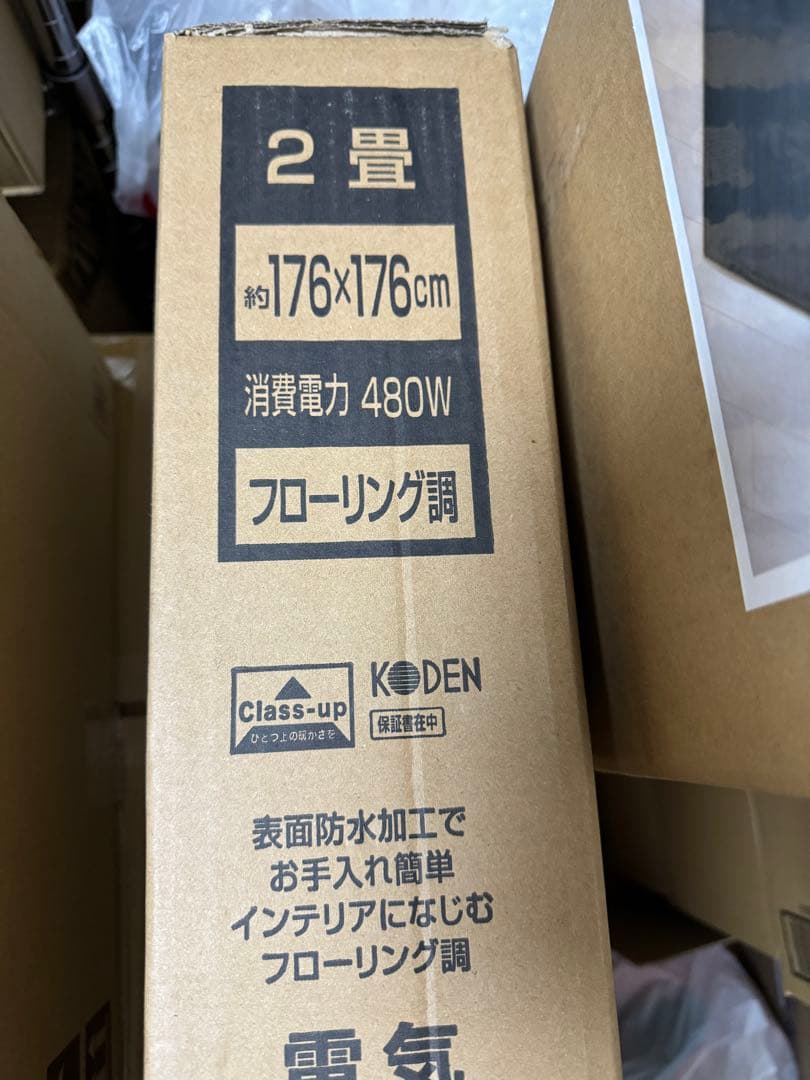 2畳
約176×176cm
消費電力 480W
フローリング調
Class-up
ひとつ上の暖かさを
KODEN
保証書在中
表面防水加工で
お手入れ簡単
インテリアになじむ
フローリング調
電気